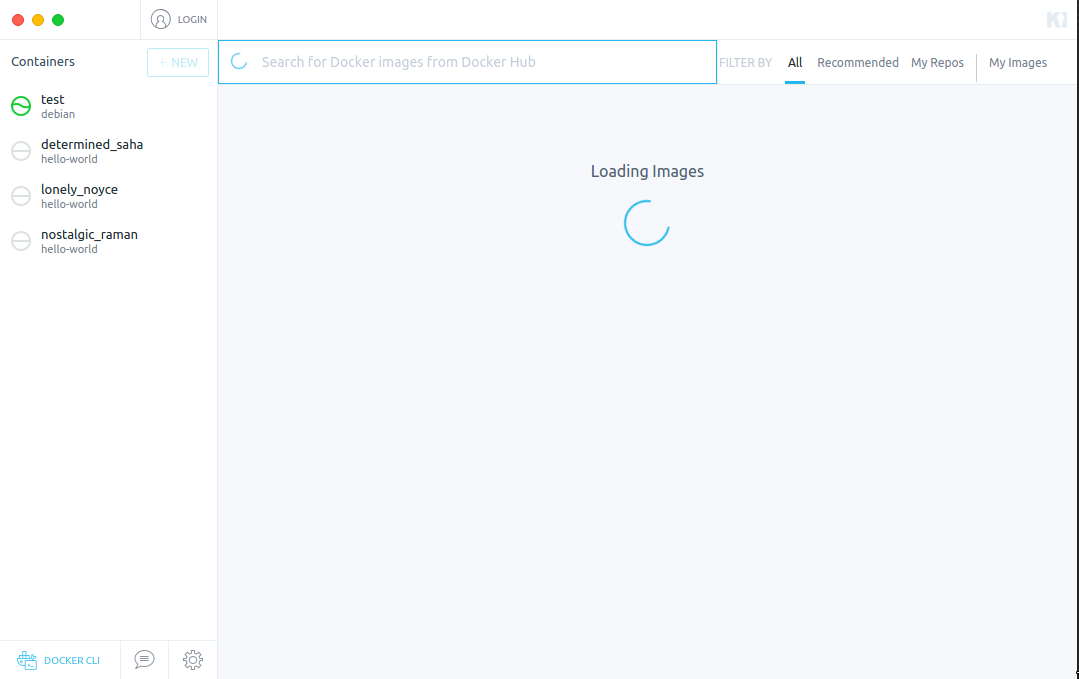 LOGIN
Containers
+ NEW
Search for Docker images from Docker Hub
FILTER BY
All
Recommended
My Repos
My Images
test
debian
determined_saha
hello-world
lonely_noyce
hello-world
nostalgic_raman
hello-world
Loading Images
DOCKER CLI